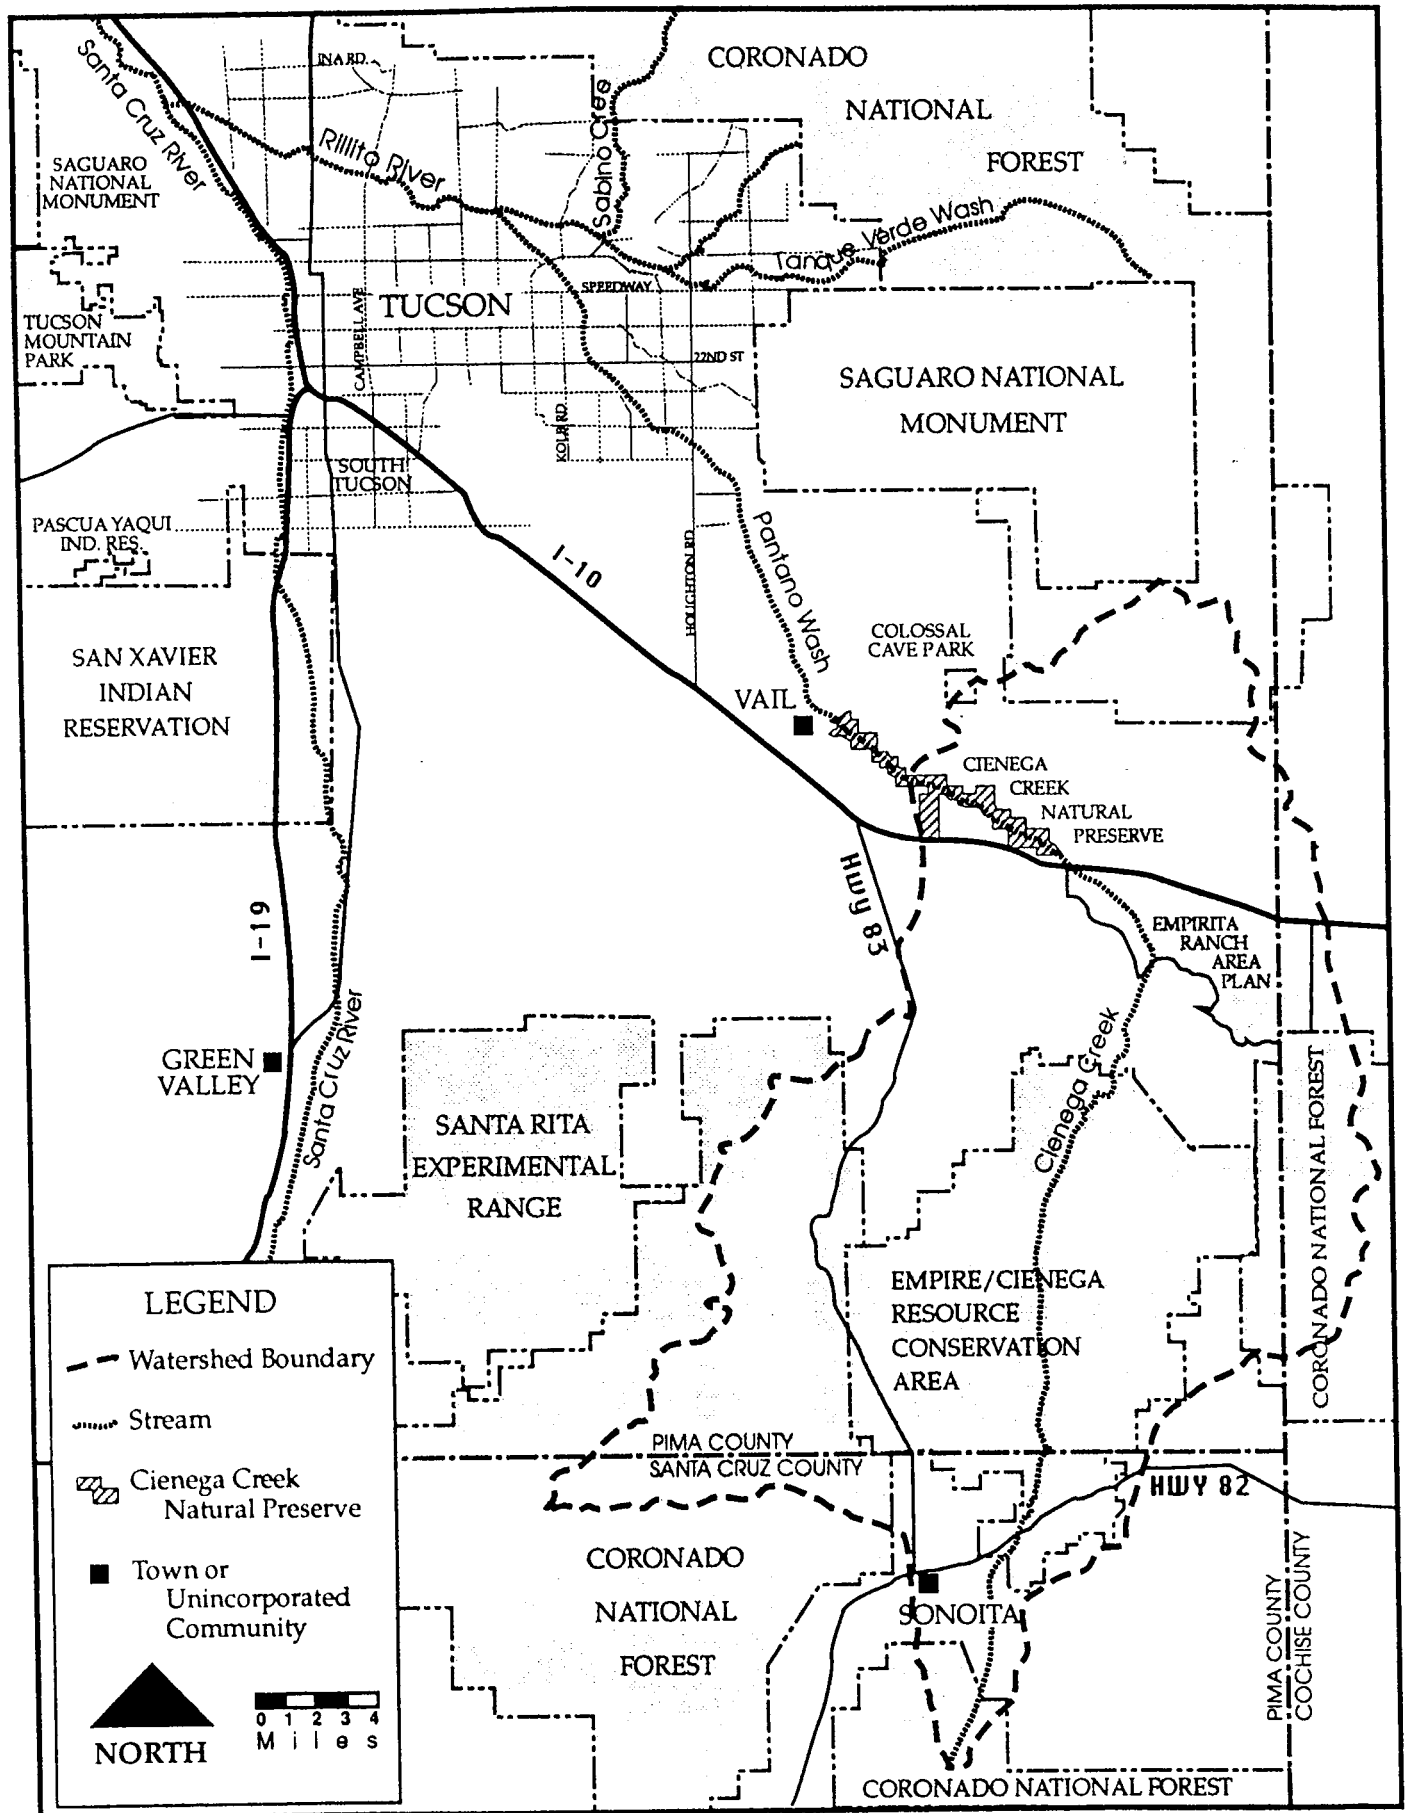 CORONADO
NATIONAL
FOREST
Santa Cruz River
INA RD.
Rillito River
Sabino Cree
SAGUARO
NATIONAL
MONUMENT
Tanque Verde Wash
TUCSON
SPEEDWAY
CAMPBELL AVE
TUCSON
MOUNTAIN
PARK
22ND ST
SAGUARO NATIONAL
MONUMENT
KOLB RD
SOUTH
TUCSON
PASCUA YAQUI
IND. RES.
I-10
HOUGHTON RD
Pantano Wash
COLOSSAL
CAVE PARK
SAN XAVIER
INDIAN
RESERVATION
VAIL
CIENEGA
CREEK
NATURAL
PRESERVE
Hwy 83
I-19
EMPIRITA
RANCH
AREA
PLAN
GREEN
VALLEY
Santa Cruz River
Cienega Creek
SANTA RITA
EXPERIMENTAL
RANGE
CORONADO NATIONAL FOREST
EMPIRE/CIENEGA
RESOURCE
CONSERVATION
AREA
PIMA COUNTY
SANTA CRUZ COUNTY
HWY 82
CORONADO
NATIONAL
FOREST
SONOITA
PIMA COUNTY
COCHISE COUNTY
CORONADO NATIONAL FOREST
LEGEND
Watershed Boundary
Stream
Cienega Creek
Natural Preserve
Town or
Unincorporated
Community
NORTH
0 1 2 3 4
Miles